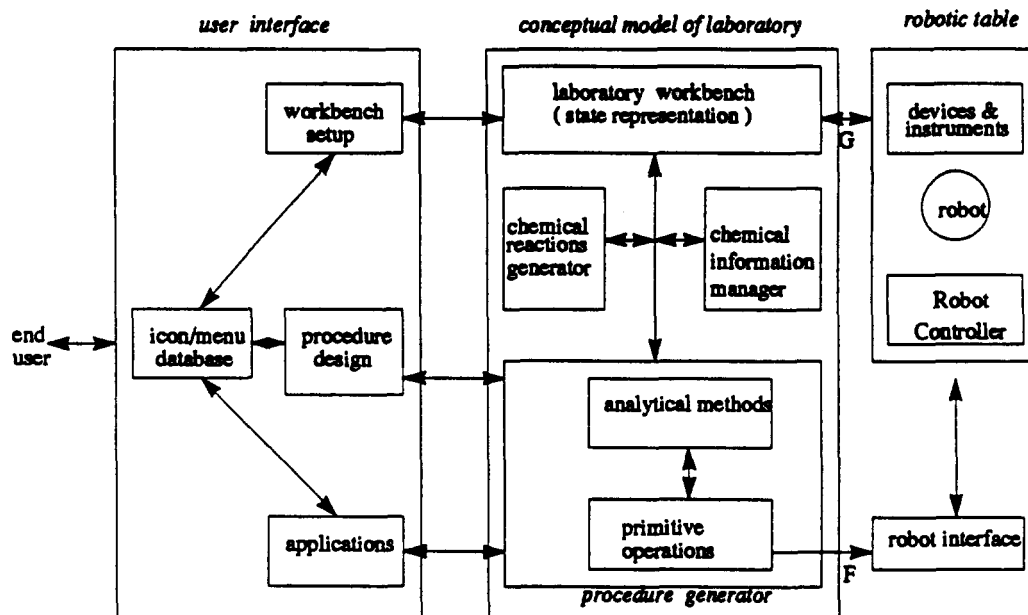 user interface
conceptual model of laboratory
robotic table
workbench
setup
laboratory workbench
( state representation )
G
devices &
instruments
robot
chemical
reactions
generator
chemical
information
manager
end
user
icon/menu
database
procedure
design
Robot
Controller
analytical methods
applications
primitive
operations
F
robot interface
procedure generator